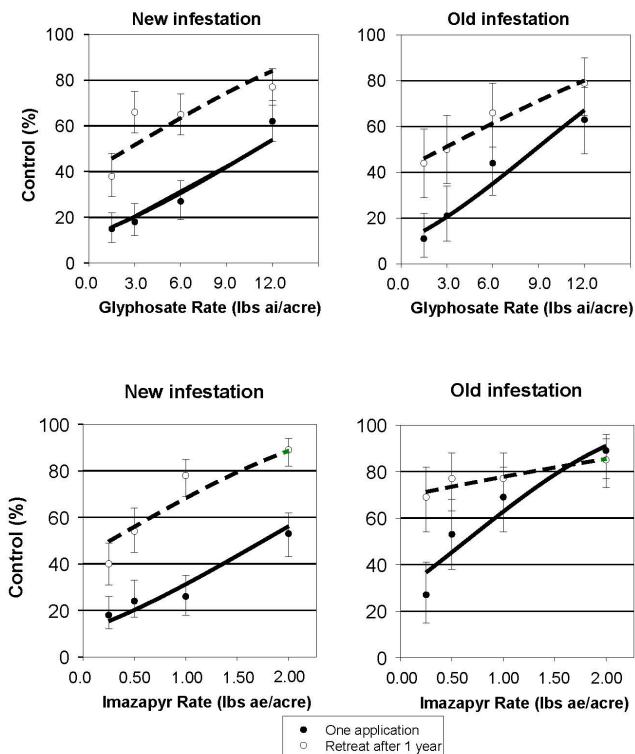 New infestation
Old infestation
Control (%)
100
80
60
40
20
0
100
80
60
40
20
0
0.0 3.0 6.0 9.0 12.0
0.0 3.0 6.0 9.0 12.0
Glyphosate Rate (lbs ai/acre)
Glyphosate Rate (lbs ai/acre)
New infestation
Old infestation
Control (%)
100
80
60
40
20
0
100
80
60
40
20
0
0.00 0.50 1.00 1.50 2.00
0.00 0.50 1.00 1.50 2.00
Imazapyr Rate (lbs ae/acre)
Imazapyr Rate (lbs ae/acre)
One application
Retreat after 1 year